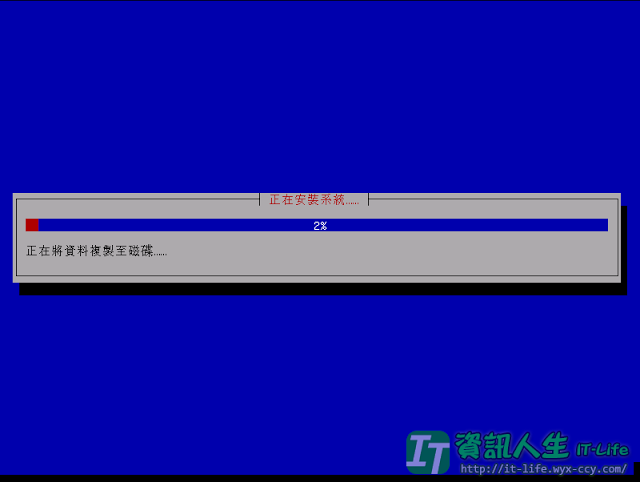 正在安裝系統......
2%
正在將資料複製至磁碟......
IT 資訊人生 IT-Life
http://it-life.wyx-ccy.com/